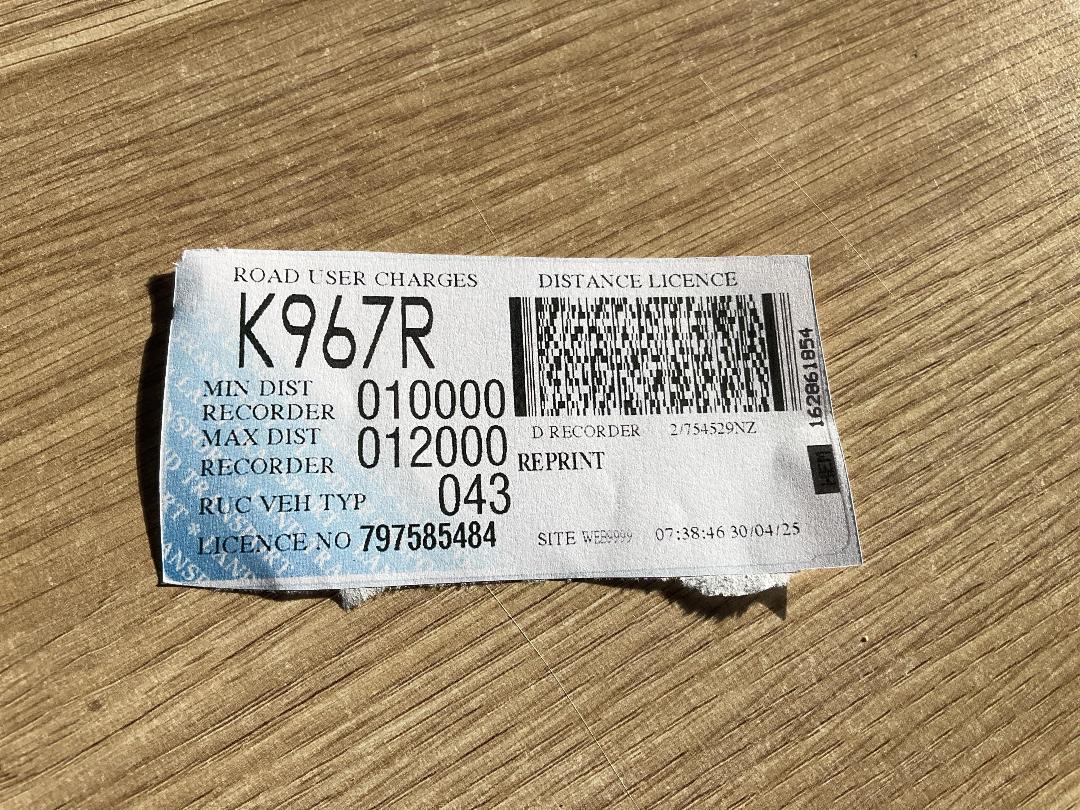 ROAD USER CHARGES
DISTANCE LICENCE
K967R
MIN DIST
RECORDER 010000
MAX DIST
RECORDER 012000
RUC VEH TYP 043
LICENCE NO 797585484
D RECORDER 2/754529NZ
REPRINT
SITE WEB9999 07:38:46 30/04/25
162861854